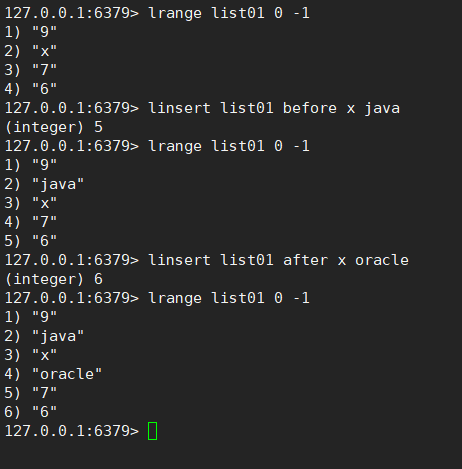 127.0.0.1:6379> lrange list01 0 -1
1) "9"
2) "x"
3) "7"
4) "6"
127.0.0.1:6379> linsert list01 before x java
(integer) 5
127.0.0.1:6379> lrange list01 0 -1
1) "9"
2) "java"
3) "x"
4) "7"
5) "6"
127.0.0.1:6379> linsert list01 after x oracle
(integer) 6
127.0.0.1:6379> lrange list01 0 -1
1) "9"
2) "java"
3) "x"
4) "oracle"
5) "7"
6) "6"
127.0.0.1:6379>